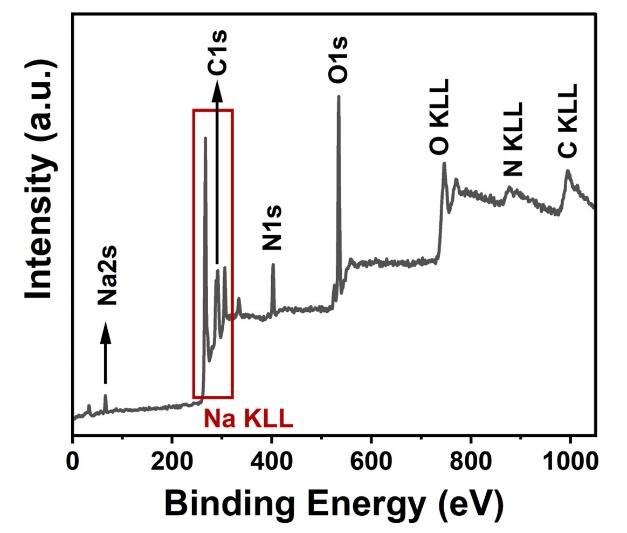 Intensity (a.u.)
Na2s
C1s
N1s
O1s
O KLL
N KLL
C KLL
Na KLL
0 200 400 600 800 1000
Binding Energy (eV)